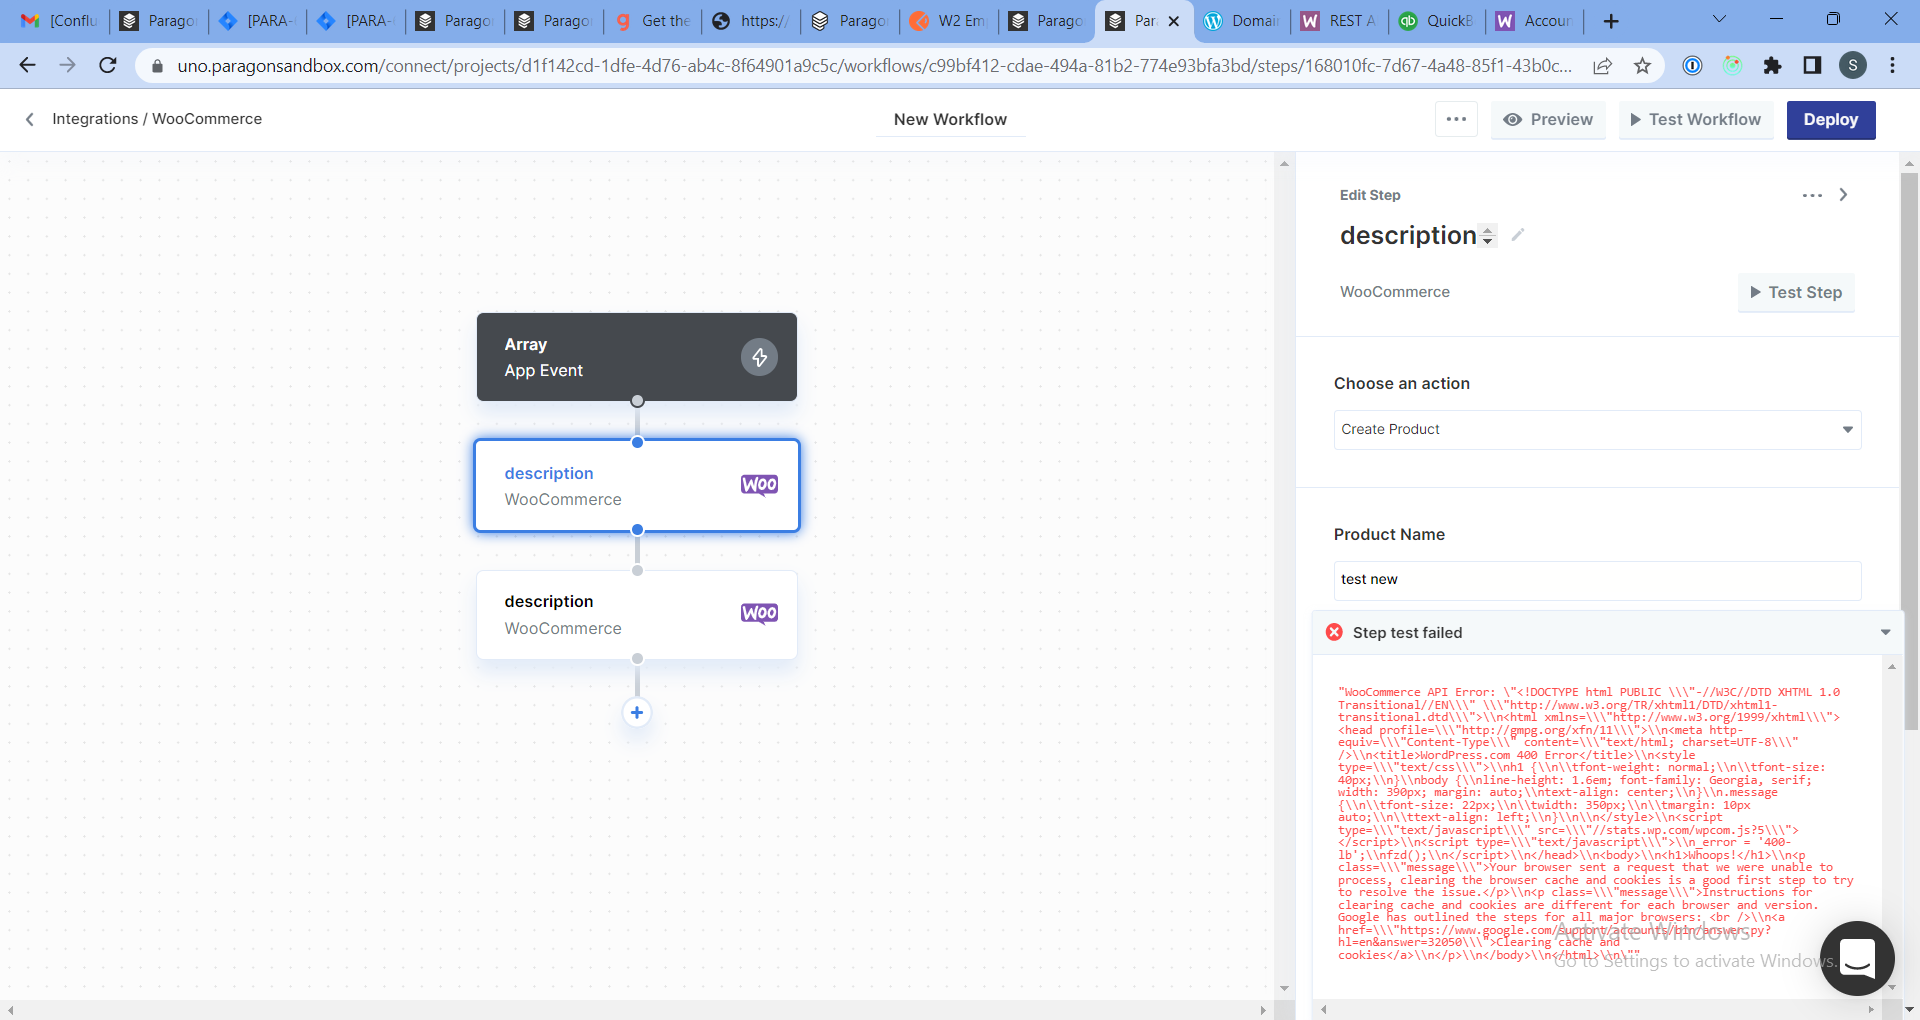 [Conflu
Paragon
[PARA-
[PARA-
Paragon
Paragon
Get the
https:/
Paragon
W2 Em
Parago
Par
Domai
REST A
QuickB
Accoun
uno.paragonsandbox.com/connect/projects/d1f142cd-1dfe-4d76-ab4c-8f64901a9c5c/workflows/c99bf412-cdae-494a-81b2-774e93bfa3bd/steps/168010fc-7d67-4a48-85f1-43b0c...
S
Integrations / WooCommerce
New Workflow
Preview
Test Workflow
Deploy
Array
App Event
description
WooCommerce
WOO
description
WooCommerce
WOO
Edit Step
description
WooCommerce
Test Step
Choose an action
Create Product
Product Name
test new
Step test failed
"WooCommerce API Error: \"<!DOCTYPE html PUBLIC \\\"-//W3C//DTD XHTML 1.0
Transitional//EN\\\" \\\"http://www.w3.org/TR/xhtml1/DTD/xhtml1-
transitional.dtd\\\">\\n<html xmlns=\\\"http://www.w3.org/1999/xhtml\\\">
<head profile=\\\"http://gmpg.org/xfn/11\\\">\\n<meta http-
equiv=\\\"Content-Type\\\" content=\\\"text/html; charset=UTF-8\\\"
/>\\n<title>WordPress.com 400 Error</title>\\n<style
type=\\\"text/css\\\">\\nh1 {\\n\\tfont-weight: normal;\\n\\tfont-size:
40px;\\n}\\nbody {\\nline-height: 1.6em; font-family: Georgia, serif;
width: 390px; margin: auto;\\ntext-align: center;\\n}\\n.message
{\\n\\tfont-size: 22px;\\n\\twidth: 350px;\\n\\tmargin: 10px
auto;\\n\\ttext-align: left;\\n}\\n\\n</style>\\n<script
type=\\\"text/javascript\\\" src=\\\"//stats.wp.com/wpcom.js?5\\\">
</script>\\n<script type=\\\"text/javascript\\\">\\n_error = '400-
lb';\\nfzd();\\n</script>\\n</head>\\n<body>\\n<h1>Whoops!</h1>\\n<p
class=\\\"message\\\">Your browser sent a request that we were unable to
process, clearing the browser cache and cookies is a good first step to try
to resolve the issue.</p>\\n<p class=\\\"message\\\">Instructions for
clearing cache and cookies are different for each browser and version.
Google has outlined the steps for all major browsers: <br />\\n<a
href=\\\"https://www.google.com/support/accounts/bin/answer.py?
hl=en&answer=32050\\\">Clearing cache and
cookies</a>\\n</p>\\n</body>\\n</html>\\n\""
Activate Windows
Go to Settings to activate Windows.